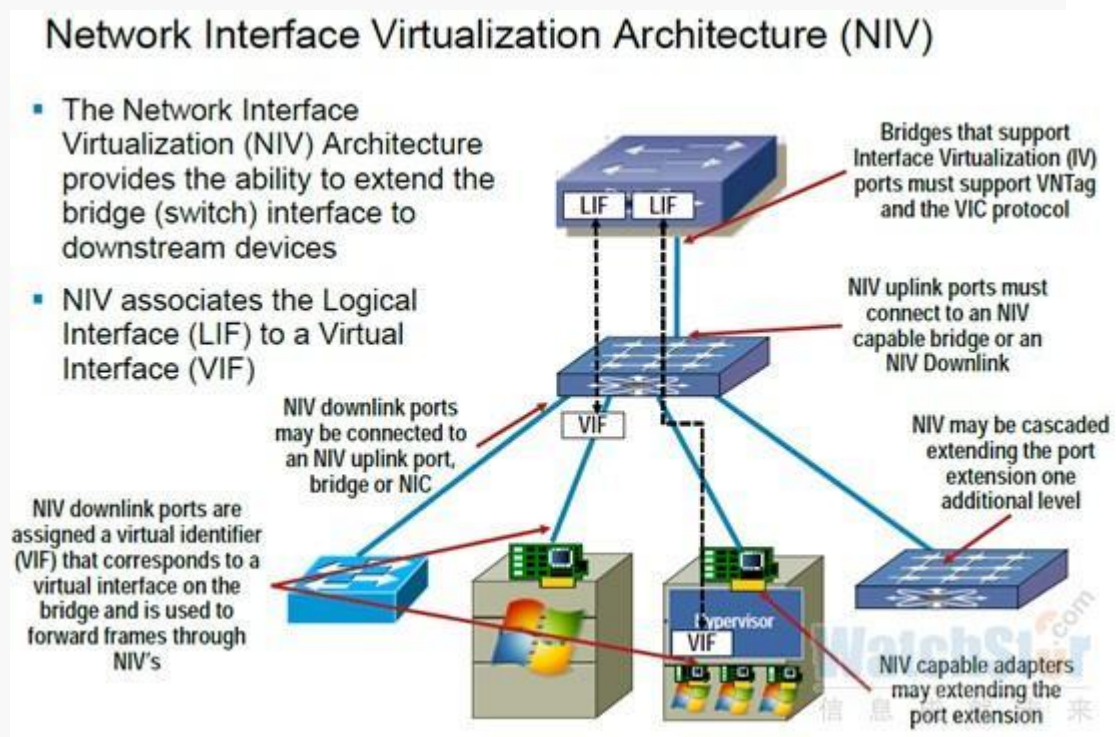 Network Interface Virtualization Architecture (NIV)
The Network Interface
Virtualization (NIV) Architecture
provides the ability to extend the
bridge (switch) interface to
downstream devices
NIV associates the Logical
Interface (LIF) to a Virtual
Interface (VIF)
LIF
LIF
Bridges that support
Interface Virtualization (IV)
ports must support VNTag
and the VIC protocol
NIV uplink ports must
connect to an NIV
capable bridge or an
NIV Downlink
NIV downlink ports
may be connected to
an NIV uplink port,
bridge or NIC
VIF
NIV may be cascaded
extending the port
extension one
additional level
NIV downlink ports are
assigned a virtual identifier
(VIF) that corresponds to a
virtual interface on the
bridge and is used to
forward frames through
NIV's
Hypervisor
VIF
NIV capable adapters
may extending the
port extension
WatchStor.com
信息
来